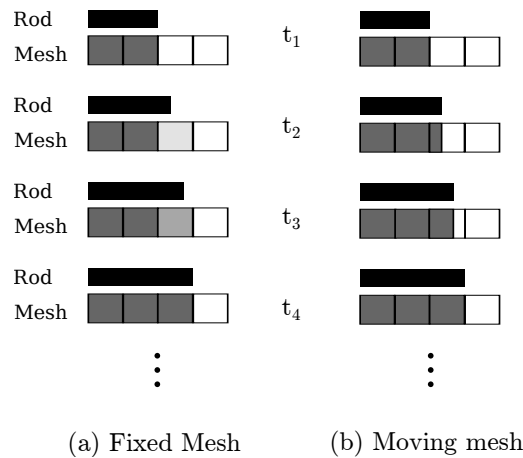 Rod
Mesh
t1
Rod
Mesh
t2
Rod
Mesh
t3
Rod
Mesh
t4
(a) Fixed Mesh
(b) Moving mesh